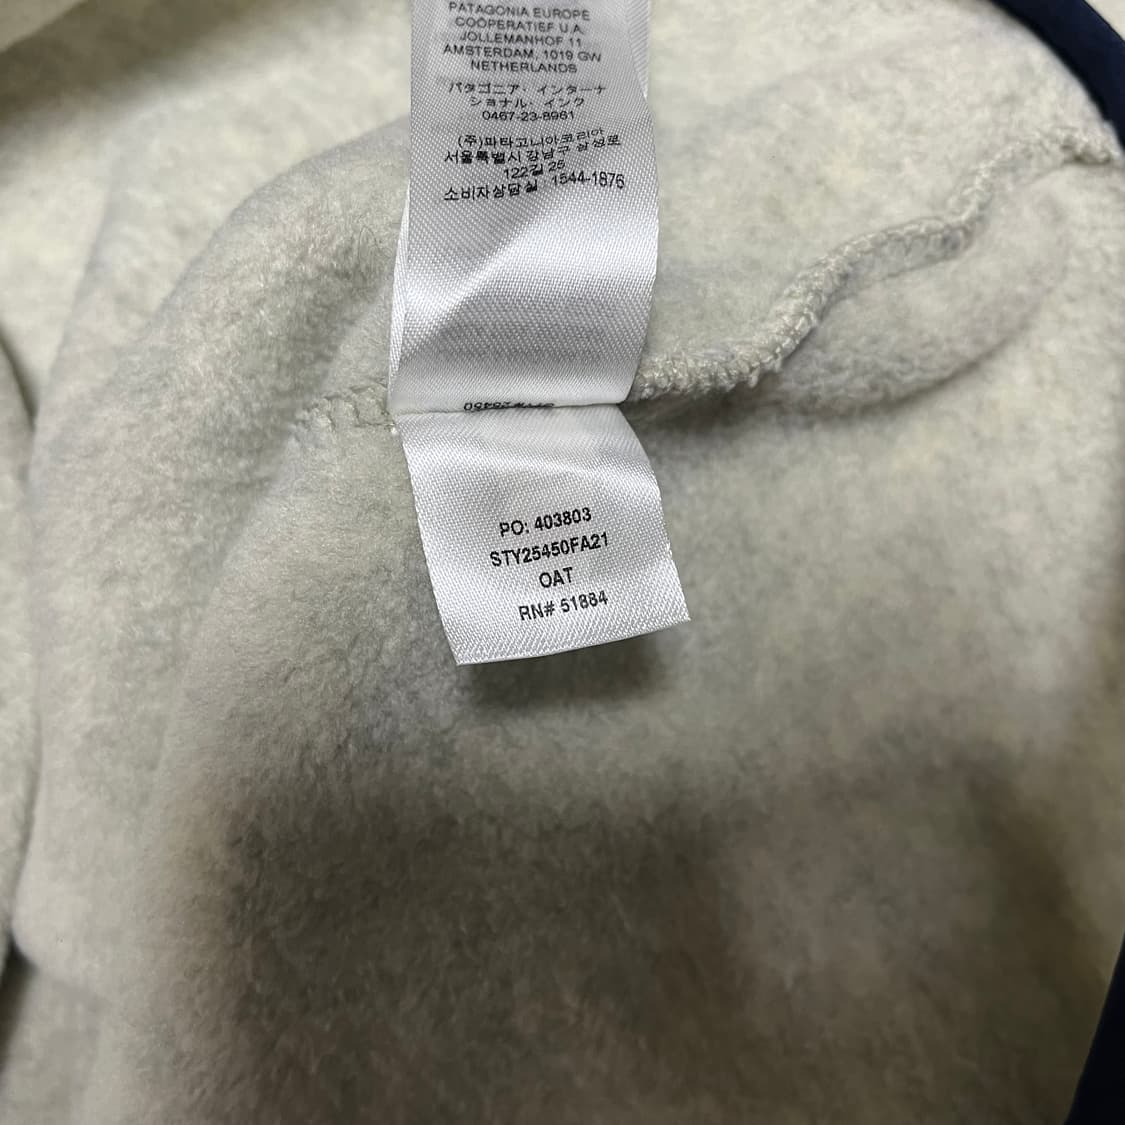 PATAGONIA EUROPE
COÖPERATIEF U.A.
JOLLEMANHOF 11
AMSTERDAM, 1019 GW
NETHERLANDS
パタゴニア・インターナ
ショナル・インク
0467-23-8961
(주)파타고니아코리아
서울특별시 강남구 삼성로
122길 25
소비자상담실 1544-1876
PO: 403803
STY25450FA21
OAT
RN# 51884